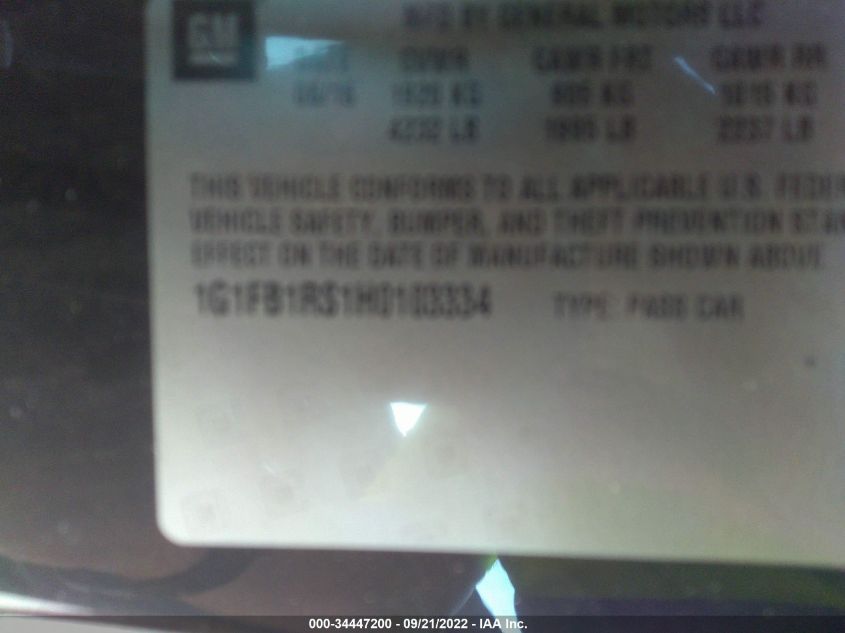 GM
MFD BY GENERAL MOTORS LLC
DATE GVWR GAWR FRT GAWR RR
06/16 1920 KG 905 KG 1015 KG
4232 LB 1995 LB 2237 LB
THIS VEHICLE CONFORMS TO ALL APPLICABLE U.S. FEDER
VEHICLE SAFETY, BUMPER, AND THEFT PREVENTION STAN
EFFECT ON THE DATE OF MANUFACTURE SHOWN ABOVE
1G1FB1RS1H0103334 TYPE: PASS CAR
000-34447200 - 09/21/2022 - IAA Inc.